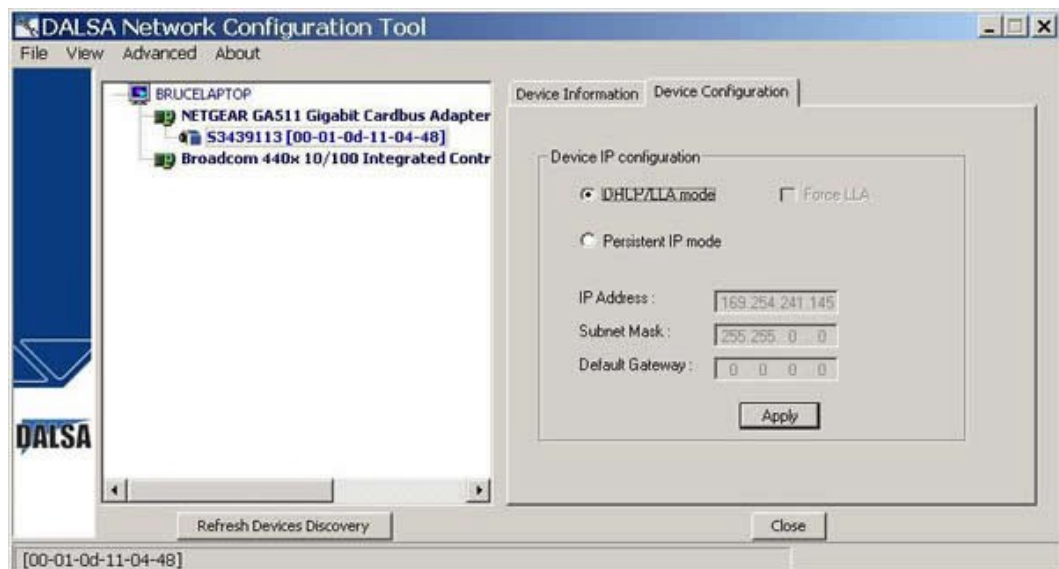 DALSA Network Configuration Tool
File View Advanced About
BRUCELAPTOP
NETGEAR GA511 Gigabit Cardbus Adapter
S3439113 [00-01-0d-11-04-48]
Broadcom 440x 10/100 Integrated Contr
Device Information Device Configuration
Device IP configuration
DHCP/LLA mode Force LLA
Persistent IP mode
IP Address : 169.254.241.145
Subnet Mask : 255.255. 0 . 0
Default Gateway : 0 . 0 . 0 . 0
Apply
DALSA
Refresh Devices Discovery Close
[00-01-0d-11-04-48]